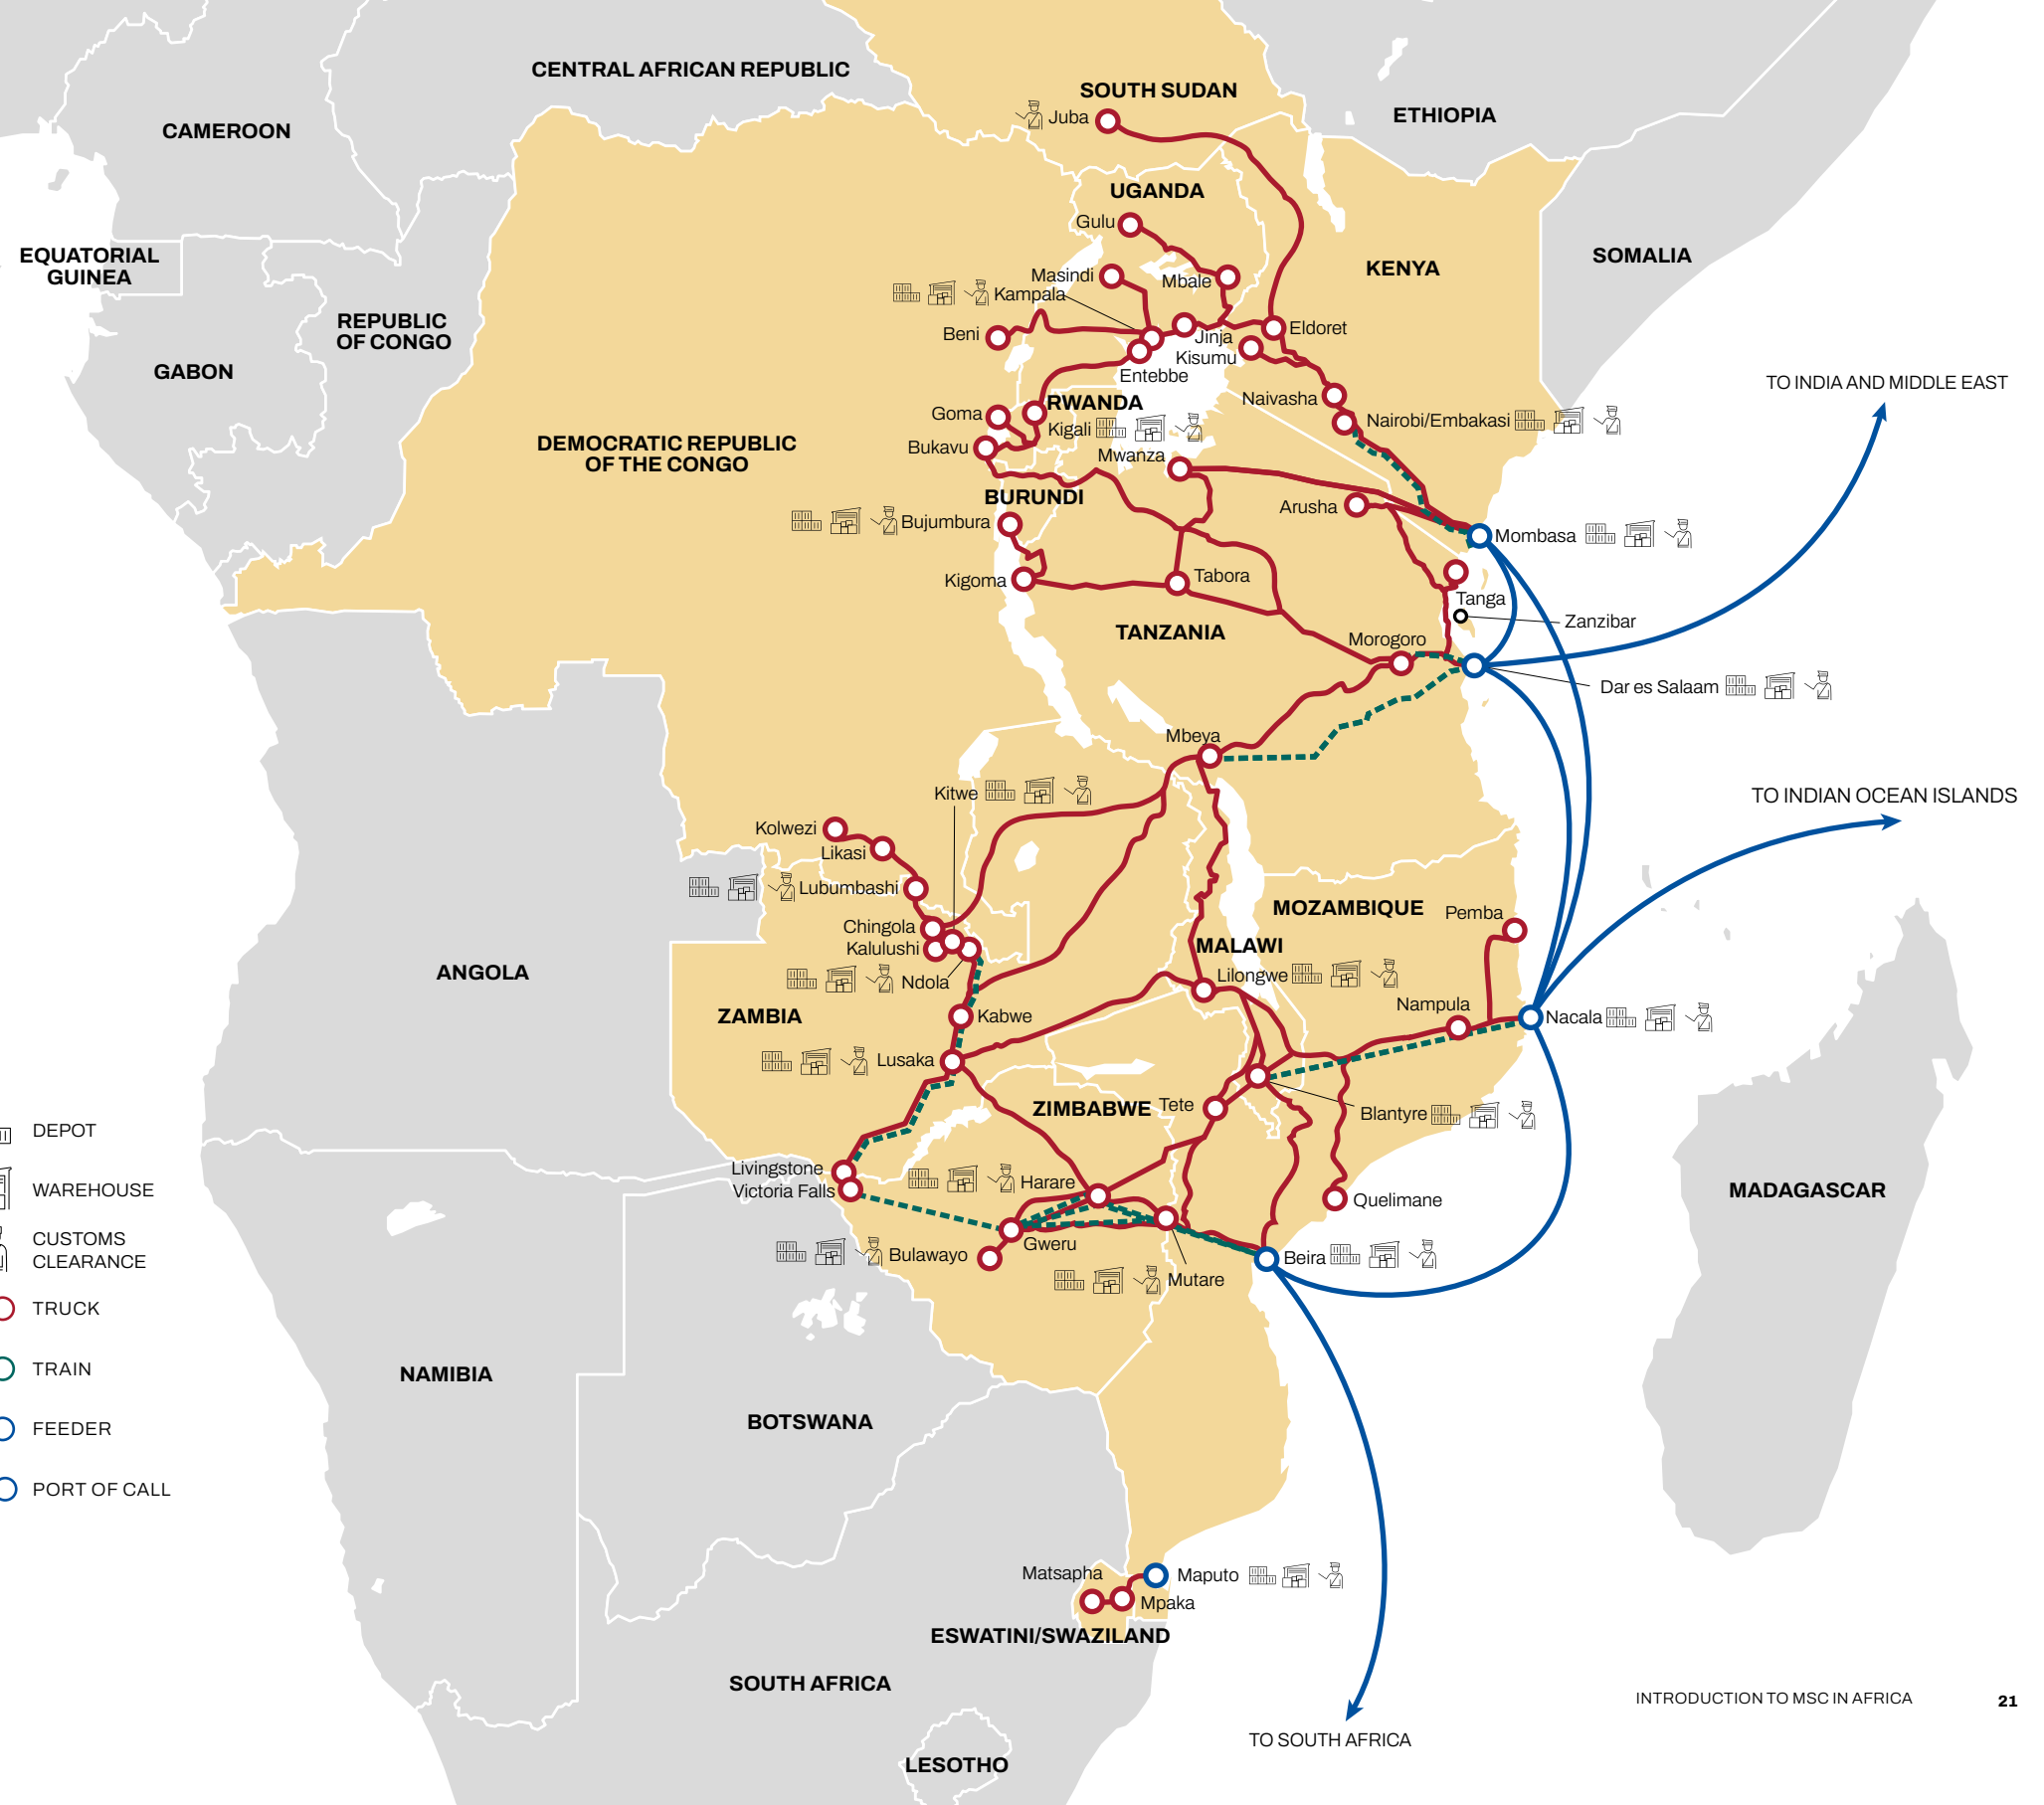 CENTRAL AFRICAN REPUBLIC
SOUTH SUDAN
Juba
ETHIOPIA
CAMEROON
UGANDA
Gulu
EQUATORIAL
GUINEA
SOMALIA
KENYA
Masindi
Mbale
Kampala
REPUBLIC
OF CONGO
Beni
Eldoret
Jinja
Kisumu
GABON
Entebbe
TO INDIA AND MIDDLE EAST
Naivasha
RWANDA
Goma
Nairobi/Embakasi
Kigali
DEMOCRATIC REPUBLIC
OF THE CONGO
Bukavu
Mwanza
BURUNDI
Arusha
Bujumbura
Mombasa
Kigoma
Tabora
Tanga
Zanzibar
TANZANIA
Morogoro
Dar es Salaam
Mbeya
Kitwe
TO INDIAN OCEAN ISLANDS
Kolwezi
Likasi
Lubumbashi
MOZAMBIQUE
Pemba
Chingola
Kalulushi
MALAWI
ANGOLA
Lilongwe
Ndola
Nampula
ZAMBIA
Kabwe
Nacala
Lusaka
ZIMBABWE
Tete
Blantyre
DEPOT
Livingstone
Victoria Falls
Harare
WAREHOUSE
MADAGASCAR
Quelimane
CUSTOMS
CLEARANCE
Gweru
Bulawayo
Beira
Mutare
TRUCK
TRAIN
NAMIBIA
BOTSWANA
FEEDER
PORT OF CALL
Matsapha
Maputo
Mpaka
ESWATINI/SWAZILAND
SOUTH AFRICA
INTRODUCTION TO MSC IN AFRICA
21
TO SOUTH AFRICA
LESOTHO